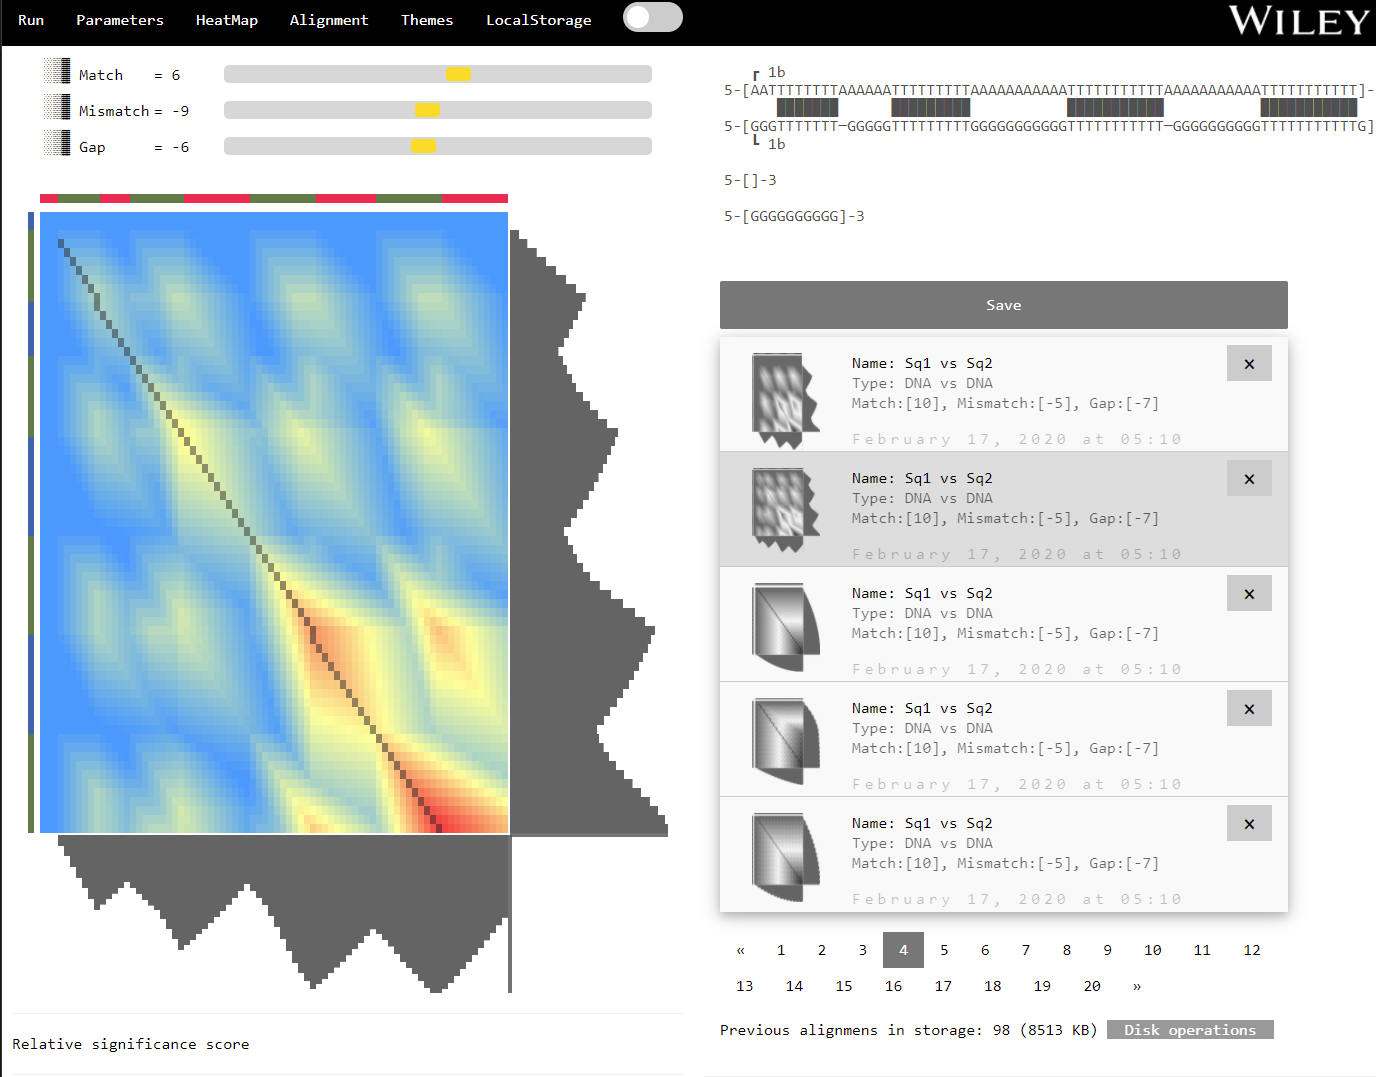 Run Parameters HeatMap Alignment Themes LocalStorage WILEY
Match = 6
Mismatch = -9
Gap = -6
1b
5-[AATTTTTTTTAAAAAATTTTTTTTTAAAAAAAAAAATTTTTTTTTTTAAAAAAAAAAATTTTTTTTTTT]-
5-[GGGTTTTTTT—GGGGGTTTTTTTTTGGGGGGGGGGGTTTTTTTTTTT—GGGGGGGGGGTTTTTTTTTTTG]
1b
5-[]-3
5-[GGGGGGGGGG]-3
Save
Name: Sq1 vs Sq2 ×
Type: DNA vs DNA
Match:[10], Mismatch:[-5], Gap:[-7]
February 17, 2020 at 05:10
Name: Sq1 vs Sq2 ×
Type: DNA vs DNA
Match:[10], Mismatch:[-5], Gap:[-7]
February 17, 2020 at 05:10
Name: Sq1 vs Sq2 ×
Type: DNA vs DNA
Match:[10], Mismatch:[-5], Gap:[-7]
February 17, 2020 at 05:10
Name: Sq1 vs Sq2 ×
Type: DNA vs DNA
Match:[10], Mismatch:[-5], Gap:[-7]
February 17, 2020 at 05:10
Name: Sq1 vs Sq2 ×
Type: DNA vs DNA
Match:[10], Mismatch:[-5], Gap:[-7]
February 17, 2020 at 05:10
« 1 2 3 4 5 6 7 8 9 10 11 12
13 14 15 16 17 18 19 20 »
Previous alignmens in storage: 98 (8513 KB) Disk operations
Relative significance score